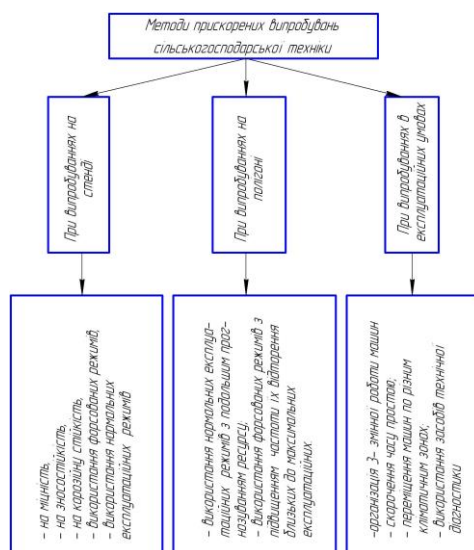 Методи прискорених випробувань
сільськогосподарської техніки
При випробуваннях на
стенді
При випробуваннях на
полігоні
При випробуваннях в
експлуатаційних умовах
- на міцність,
- на зносостійкість,
- на корозійну стійкість,
- використання форсованих режимів,
- використання нормальних
експлуатаційних режимів
- використання нормальних експлуа-
таційних режимів з подальшим прог-
назуванням ресурсу,
- використання форсованих режимів з
підвищенням частоти їх відтворення
близьких до максимальних
експлуатаційних
-організація 3- змінної роботи машин
- скорочення часу простою;
- переміщення машин по різним
кліматичним зонах;
- використання засобів технічної
діагностики